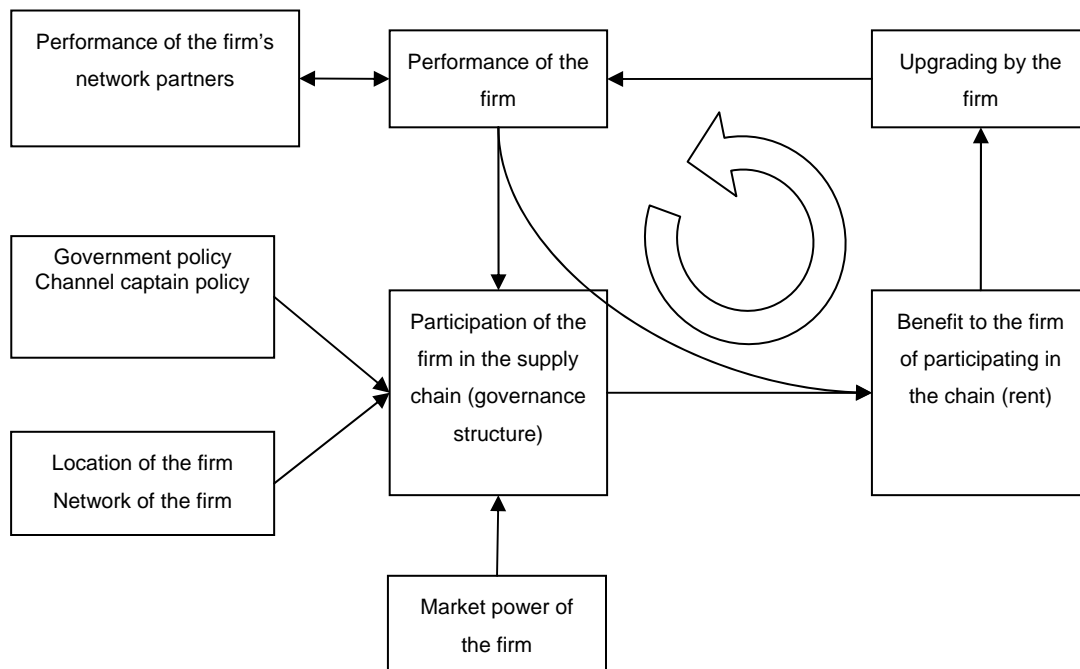 Performance of the firm's
network partners
Performance of the
firm
Upgrading by the
firm
Government policy
Channel captain policy
Participation of the
firm in the supply
chain (governance
structure)
Benefit to the firm
of participating in
the chain (rent)
Location of the firm
Network of the firm
Market power of
the firm